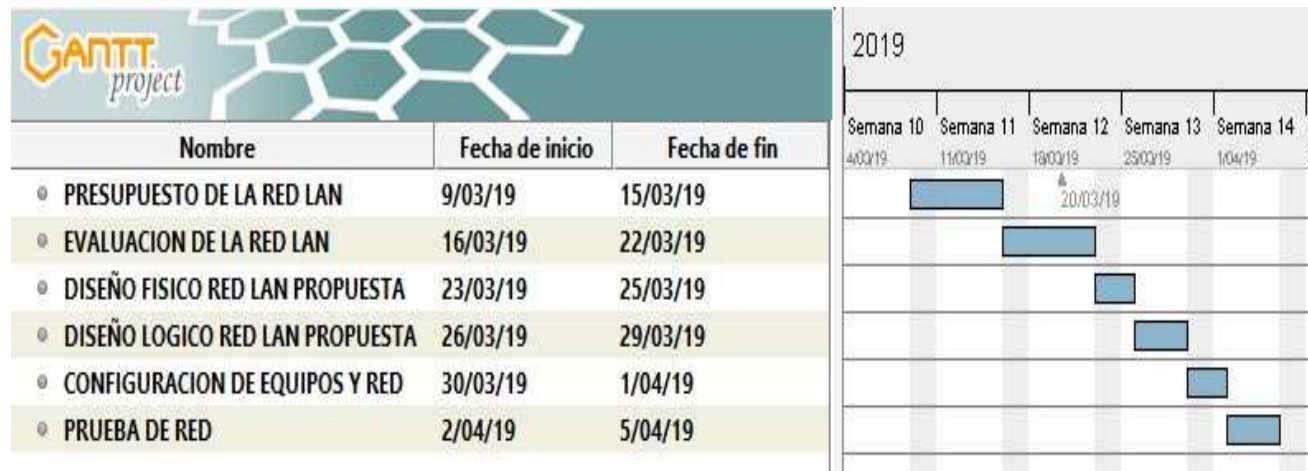 GANTT
project
2019
Semana 10 Semana 11 Semana 12 Semana 13 Semana 14
4/03/19 11/03/19 18/03/19 25/03/19 1/04/19
Nombre Fecha de inicio Fecha de fin
20/03/19
PRESUPUESTO DE LA RED LAN 9/03/19 15/03/19
EVALUACION DE LA RED LAN 16/03/19 22/03/19
DISEÑO FISICO RED LAN PROPUESTA 23/03/19 25/03/19
DISEÑO LOGICO RED LAN PROPUESTA 26/03/19 29/03/19
CONFIGURACION DE EQUIPOS Y RED 30/03/19 1/04/19
PRUEBA DE RED 2/04/19 5/04/19